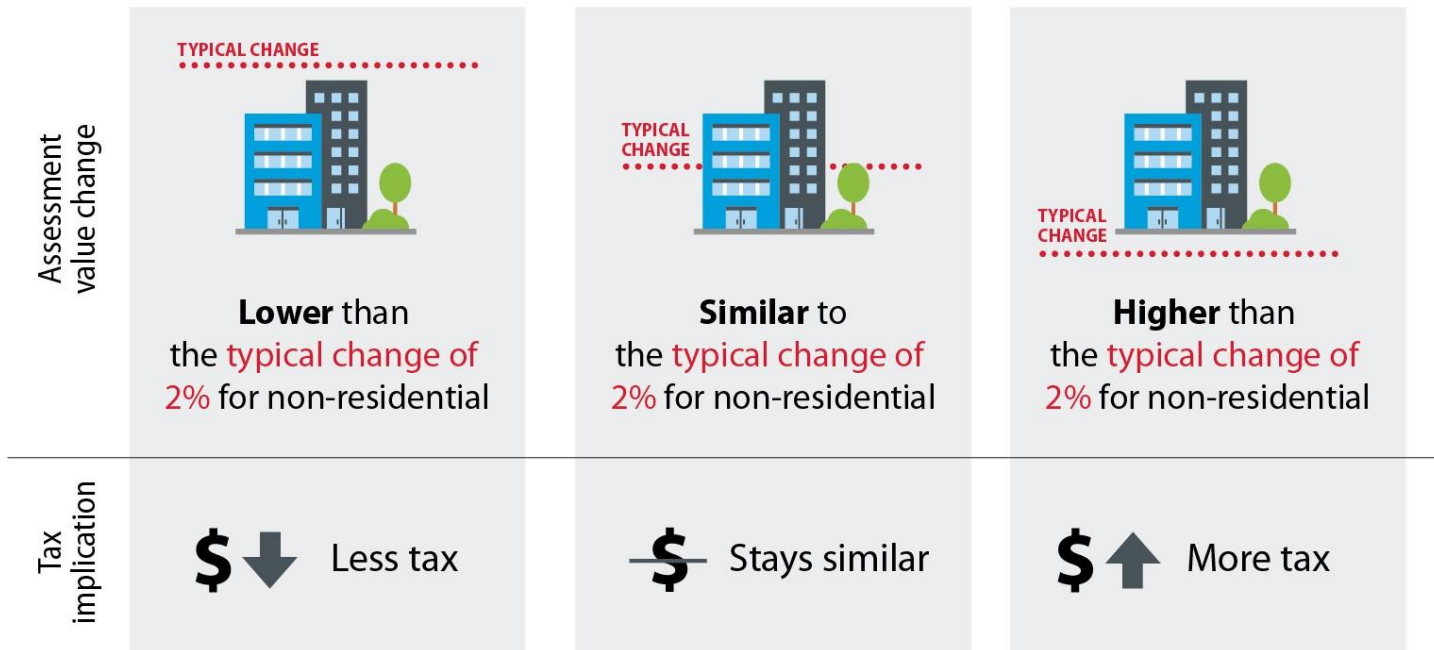 Assessment
value change
TYPICAL CHANGE
Lower than
the typical change of
2% for non-residential
TYPICAL
CHANGE
Similar to
the typical change of
2% for non-residential
TYPICAL
CHANGE
Higher than
the typical change of
2% for non-residential
Tax
implication
$ Less tax
$ Stays similar
$ More tax